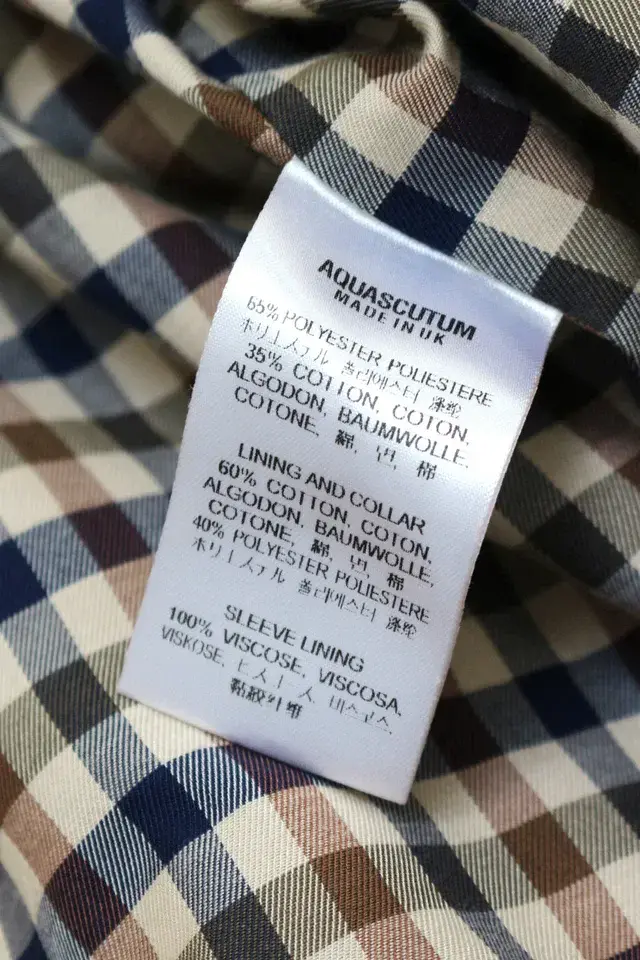 AQUASCUTUM
MADE IN UK
65% POLYESTER POLIESTERE
ポリエステル 폴리에스터 涤纶
35% COTTON, COTON,
ALGODON, BAUMWOLLE,
COTONE, 綿, 면, 棉
LINING AND COLLAR
60% COTTON, COTON,
ALGODON, BAUMWOLLE,
COTONE, 綿, 면, 棉
40% POLYESTER POLIESTERE
ポリエステル 폴리에스터 涤纶
SLEEVE LINING
100% VISCOSE, VISCOSA,
VISKOSE, ビスコース, 비스코스,
黏胶纤维